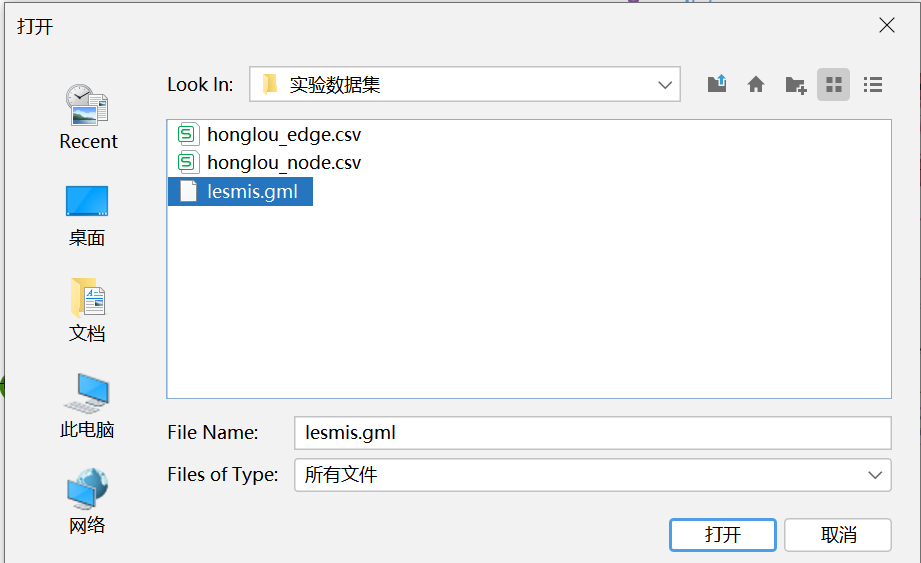 打开
Look In:
实验数据集
Recent
桌面
文档
此电脑
网络
honglou_edge.csv
honglou_node.csv
lesmis.gml
File Name:
lesmis.gml
Files of Type:
所有文件
打开
取消